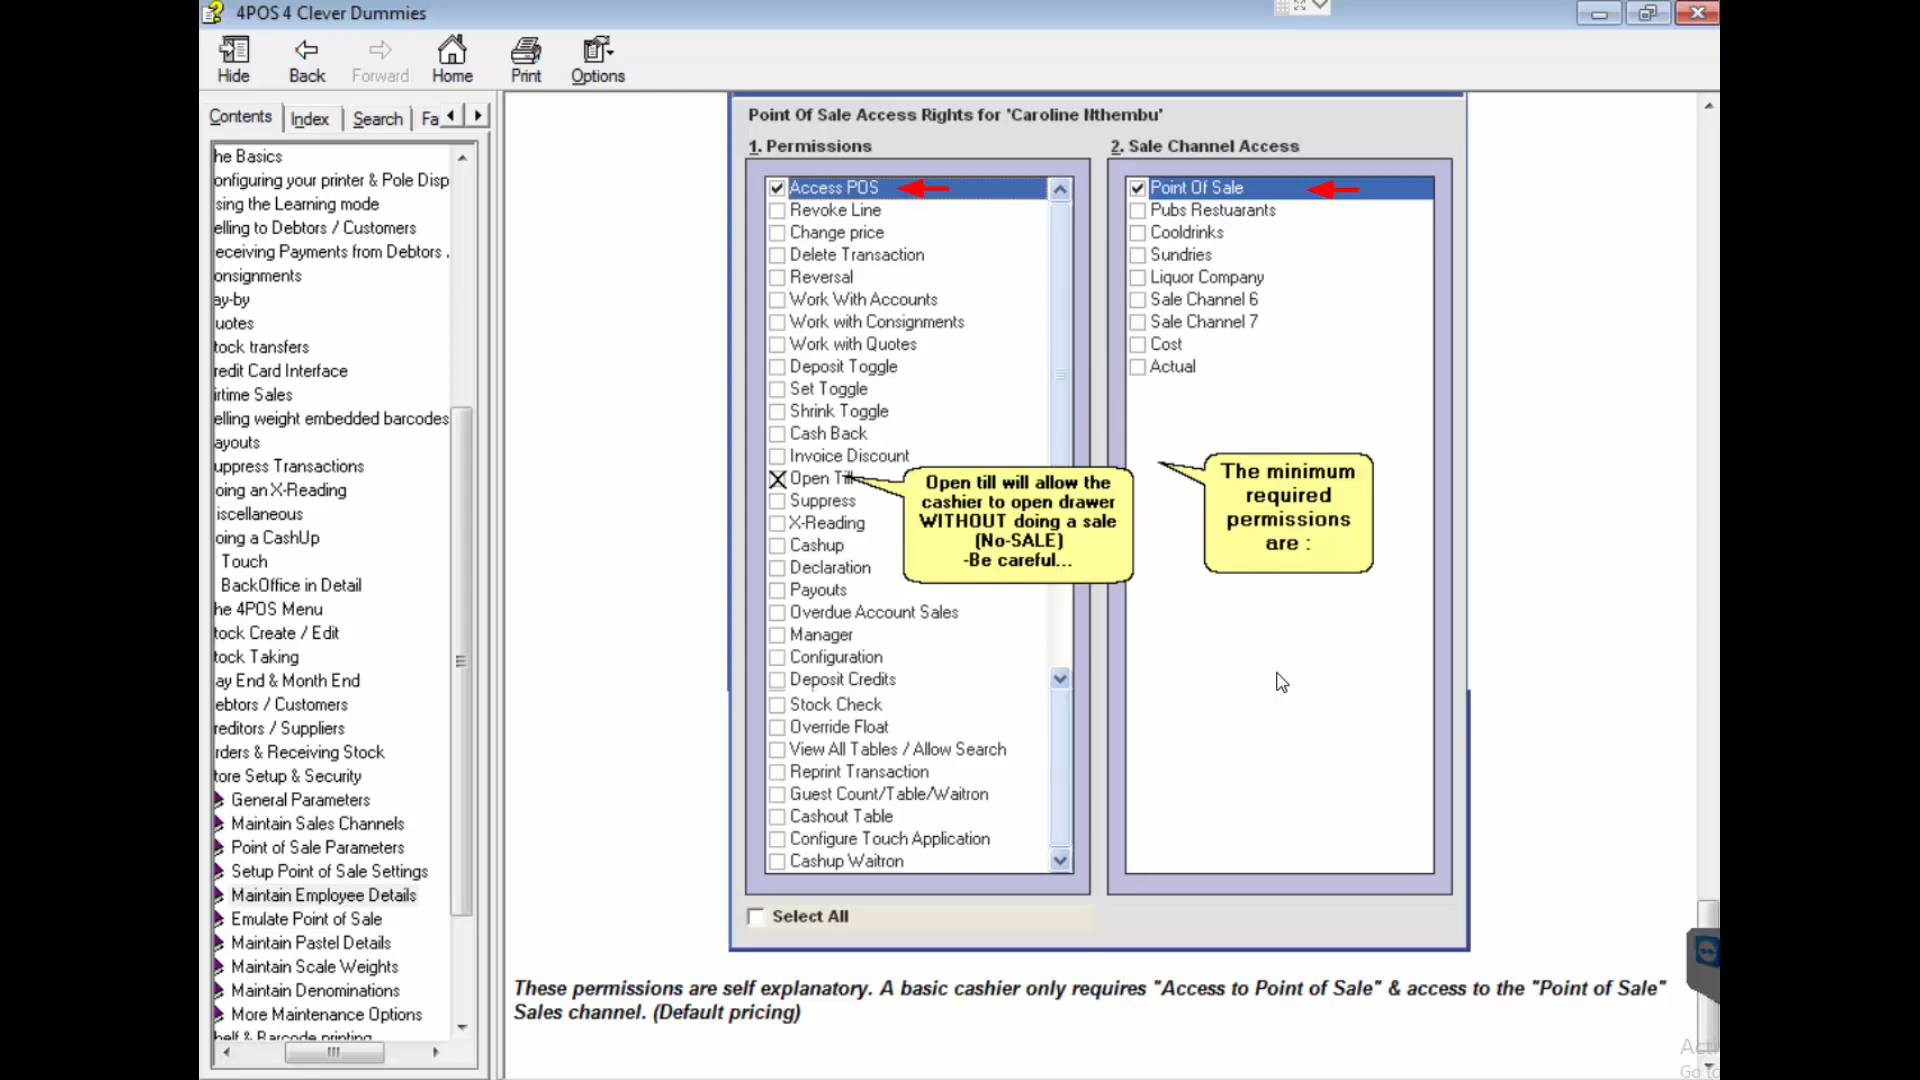 4POS 4 Clever Dummies
Hide
Back
Forward
Home
Print
Options
Contents
Index
Search
Fa
he Basics
onfiguring your printer & Pole Disp
sing the Learning mode
elling to Debtors / Customers
eceiving Payments from Debtors .
onsignments
ay-by
uotes
tock transfers
redit Card Interface
irtime Sales
elling weight embedded barcodes
ayouts
uppress Transactions
oing an X-Reading
iscellaneous
oing a CashUp
Touch
BackOffice in Detail
he 4POS Menu
tock Create / Edit
tock Taking
ay End & Month End
ebtors / Customers
reditors / Suppliers
rders & Receiving Stock
tore Setup & Security
General Parameters
Maintain Sales Channels
Point of Sale Parameters
Setup Point of Sale Settings
Maintain Employee Details
Emulate Point of Sale
Maintain Pastel Details
Maintain Scale Weights
Maintain Denominations
More Maintenance Options
helf & Barcode printing
Point Of Sale Access Rights for 'Caroline Nthembu'
1. Permissions
Access POS
Revoke Line
Change price
Delete Transaction
Reversal
Work With Accounts
Work with Consignments
Work with Quotes
Deposit Toggle
Set Toggle
Shrink Toggle
Cash Back
Invoice Discount
Open Till
Suppress
X-Reading
Cashup
Declaration
Payouts
Overdue Account Sales
Manager
Configuration
Deposit Credits
Stock Check
Override Float
View All Tables / Allow Search
Reprint Transaction
Guest Count/Table/Waitron
Cashout Table
Configure Touch Application
Cashup Waitron
Select All
Open till will allow the
cashier to open drawer
WITHOUT doing a sale
(No-SALE)
-Be careful...
2. Sale Channel Access
Point Of Sale
Pubs Restuarants
Cooldrinks
Sundries
Liquor Company
Sale Channel 6
Sale Channel 7
Cost
Actual
The minimum
required
permissions
are :
These permissions are self explanatory. A basic cashier only requires "Access to Point of Sale" & access to the "Point of Sale"
Sales channel. (Default pricing)
Acti
Go to